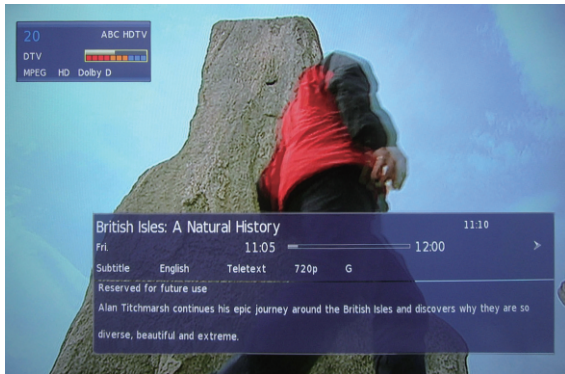 20 ABC HDTV
DTV
MPEG HD Dolby D
British Isles: A Natural History 11:10
Fri. 11:05 12:00
Subtitle English Teletext 720p G
Reserved for future use
Alan Titchmarsh continues his epic journey around the British Isles and discovers why they are so
diverse, beautiful and extreme.